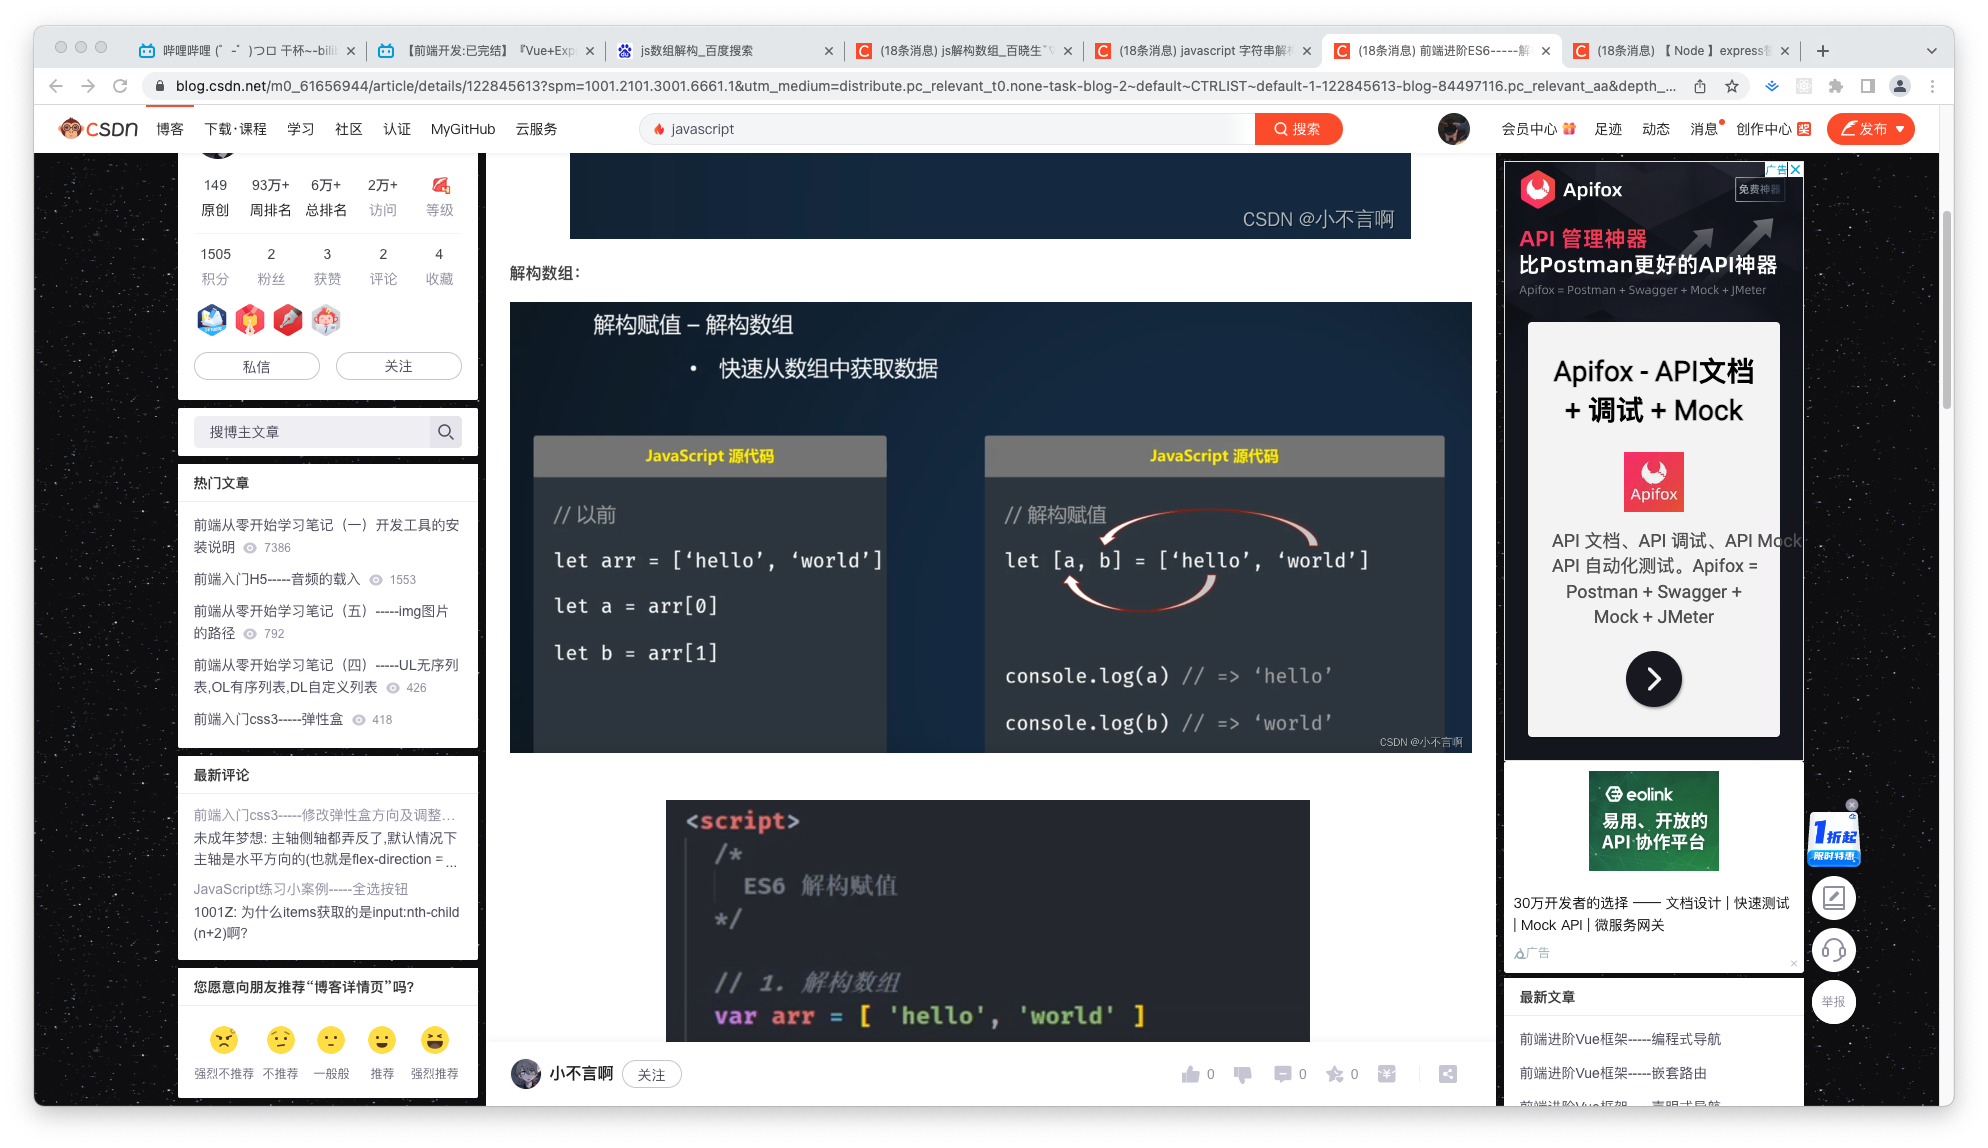 哔哩哔哩 (゜-゜)つロ 干杯~-bili
【前端开发:已完结】『Vue+Exp
js数组解构_百度搜索
(18条消息) js解构数组_百晓生
(18条消息) javascript 字符串解
(18条消息) 前端进阶ES6-----解
(18条消息) 【 Node 】express
blog.csdn.net/m0_61656944/article/details/122845613?spm=1001.2101.3001.6661.1&utm_medium=distribute.pc_relevant_t0.none-task-blog-2~default~CTRLIST~default-1-122845613-blog-84497116.pc_relevant_aa&depth_...
CSDN 博客 下载·课程 学习 社区 认证 MyGitHub 云服务 javascript 搜索 会员中心 足迹 动态 消息 创作中心 奖 发布
149 93万+ 6万+ 2万+
原创 周排名 总排名 访问 等级
1505 2 3 2 4
积分 粉丝 获赞 评论 收藏
私信 关注
搜博主文章
热门文章
前端从零开始学习笔记（一）开发工具的安
装说明 7386
前端入门H5-----音频的载入 1553
前端从零开始学习笔记（五）-----img图片
的路径 792
前端从零开始学习笔记（四）-----UL无序列
表,OL有序列表,DL自定义列表 426
前端入门css3-----弹性盒 418
最新评论
前端入门css3-----修改弹性盒方向及调整...
未成年梦想: 主轴侧轴都弄反了,默认情况下
主轴是水平方向的(也就是flex-direction = ...
JavaScript练习小案例-----全选按钮
1001Z: 为什么items获取的是input:nth-child
(n+2)啊?
您愿意向朋友推荐“博客详情页”吗?
强烈不推荐 不推荐 一般般 推荐 强烈推荐
CSDN @小不言啊
解构数组：
解构赋值 – 解构数组
• 快速从数组中获取数据
JavaScript 源代码
// 以前
let arr = [‘hello’, ‘world’]
let a = arr[0]
let b = arr[1]
JavaScript 源代码
// 解构赋值
let [a, b] = [‘hello’, ‘world’]
console.log(a) // => ‘hello’
console.log(b) // => ‘world’
CSDN @小不言啊
<script>
/*
ES6 解构赋值
*/
// 1. 解构数组
var arr = [ 'hello', 'world' ]
小不言啊 关注 0 0 0
广告
Apifox 免费神器
API 管理神器
比Postman更好的API神器
Apifox = Postman + Swagger + Mock + JMeter
Apifox - API文档
+ 调试 + Mock
Apifox
API 文档、API 调试、API Mock
API 自动化测试。Apifox =
Postman + Swagger +
Mock + JMeter
eolink
易用、开放的
API 协作平台
30万开发者的选择 —— 文档设计 | 快速测试
| Mock API | 微服务网关
广告
最新文章
前端进阶Vue框架-----编程式导航
前端进阶Vue框架-----嵌套路由
前端进阶Vue框架-----声明式导航
1折起
限时特惠
举报